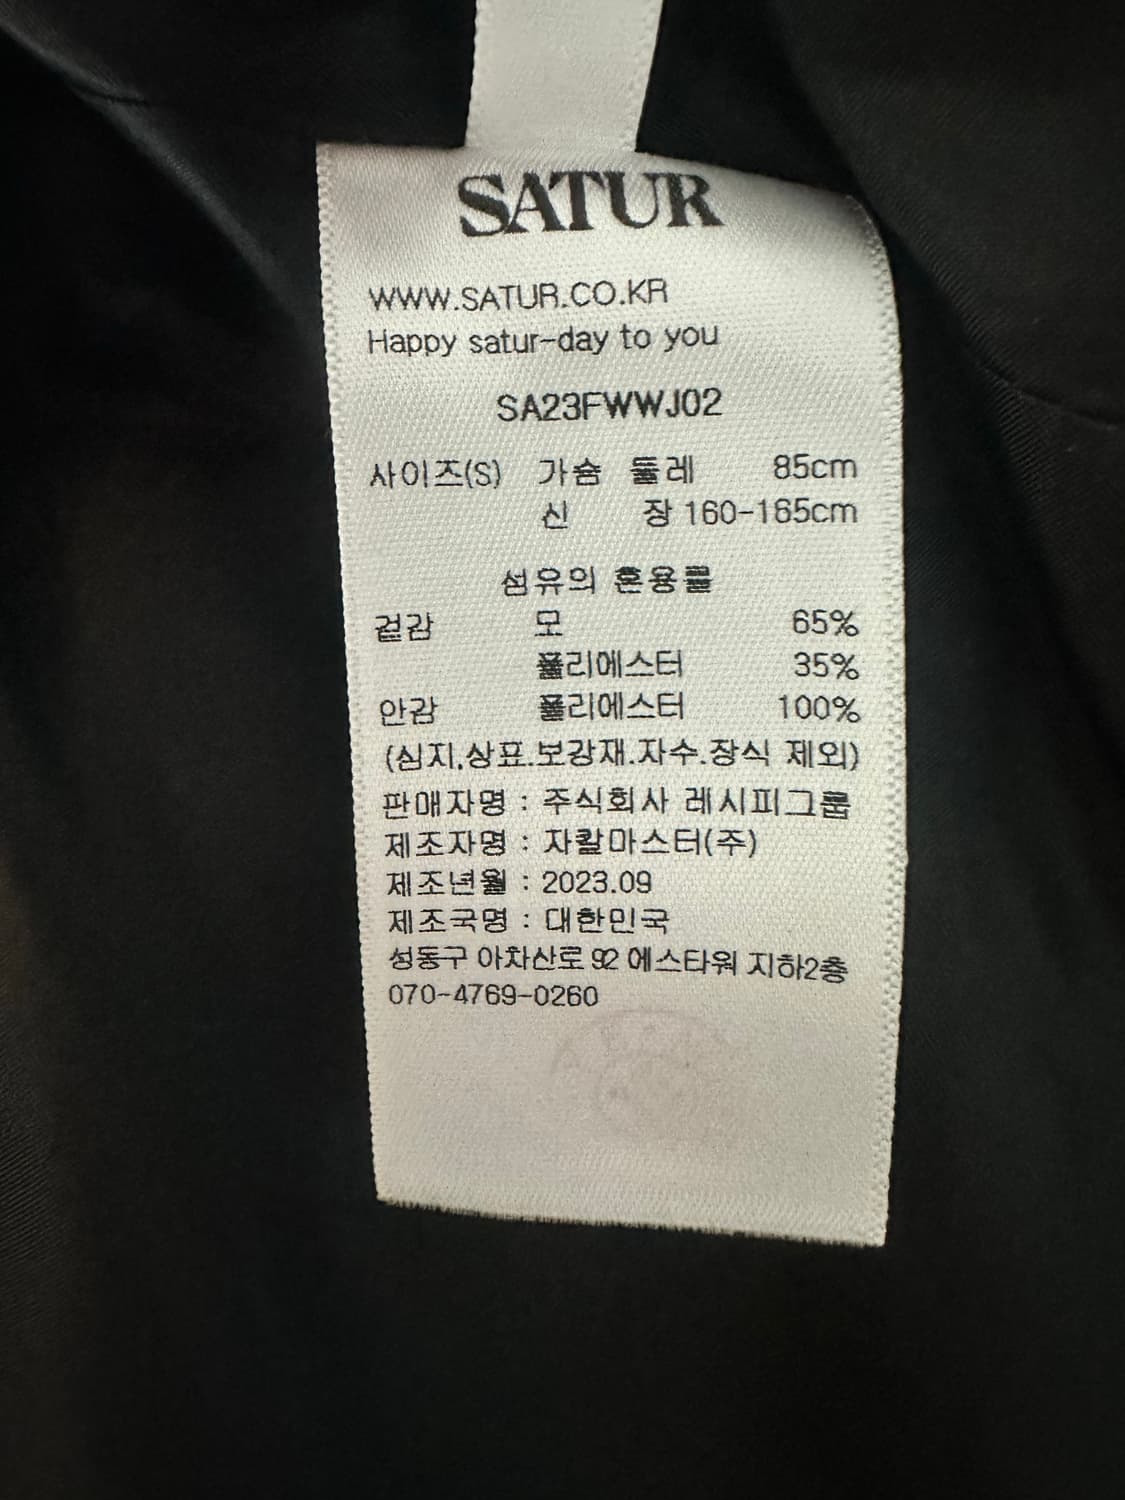 SATUR
WWW.SATUR.CO.KR
Happy satur-day to you
SA23FWWJ02
사이즈(S) 가슴 둘레 85cm
신 장 160-165cm
섬유의 혼용률
겉감 모 65%
폴리에스터 35%
안감 폴리에스터 100%
(심지,상표.보강재.자수.장식 제외)
판매자명 : 주식회사 레시피그룹
제조자명 : 자칼마스터(주)
제조년월 : 2023.09
제조국명 : 대한민국
성동구 아차산로 92 에스타워 지하2층
070-4769-0260